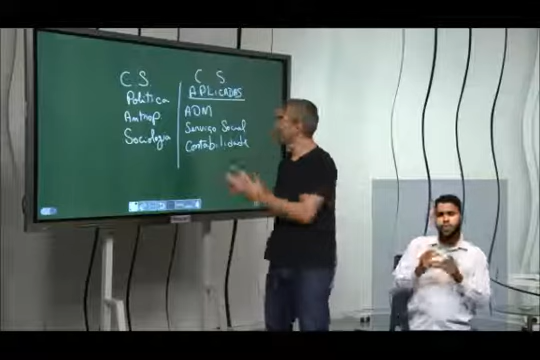 C S.
Política
Antrop
Sociologia
C S.
APLICADAS
ADM
Serviço Social
Contabilidade